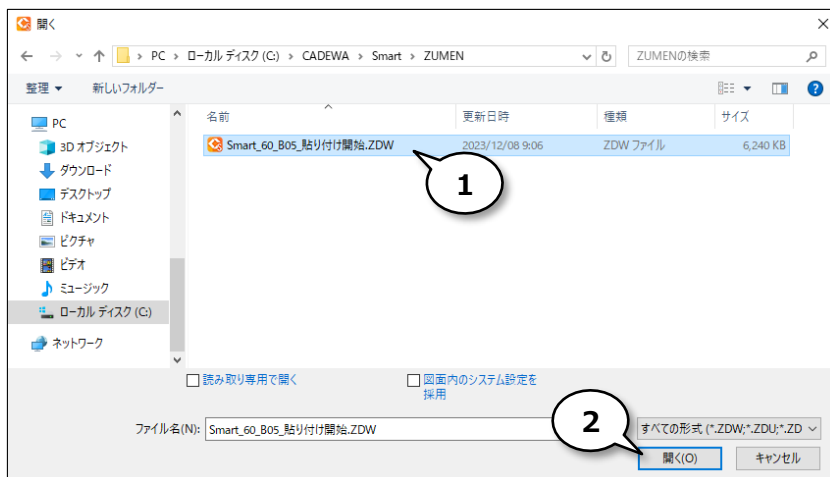 開く
PC › ローカル ディスク (C:) › CADEWA › Smart › ZUMEN
ZUMENの検索
整理
新しいフォルダー
名前 更新日時 種類 サイズ
Smart_60_B05_貼り付け開始.ZDW 2023/12/08 9:06 ZDW ファイル 6,240 KB
1
PC
3D オブジェクト
ダウンロード
デスクトップ
ドキュメント
ピクチャ
ビデオ
ミュージック
ローカル ディスク (C:)
ネットワーク
読み取り専用で開く
図面内のシステム設定を
採用
2
ファイル名(N): Smart_60_B05_貼り付け開始.ZDW
すべての形式 (*.ZDW;*.ZDU;*.ZD
開く(O) キャンセル